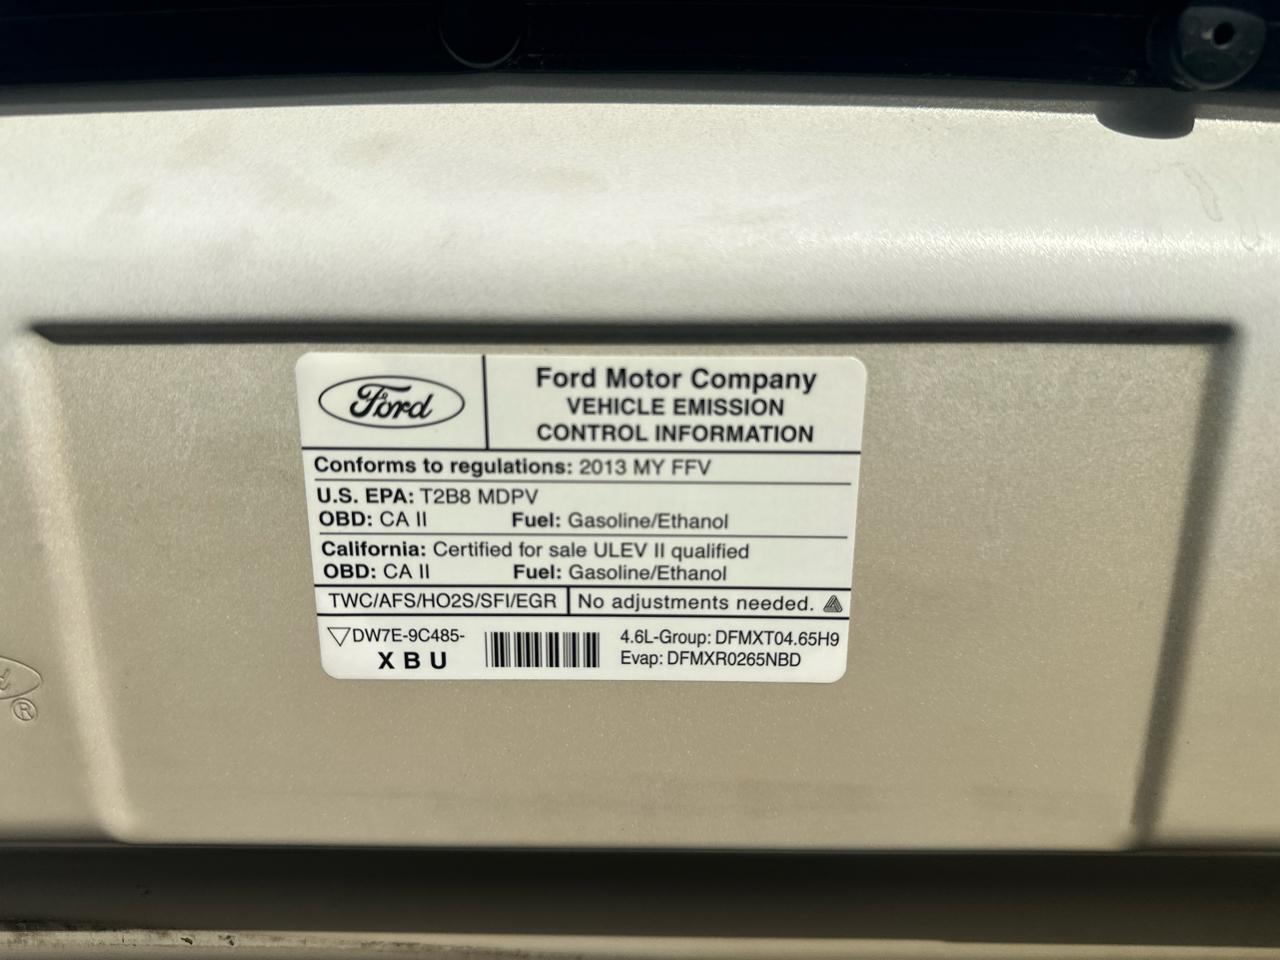 Ford
Ford Motor Company
VEHICLE EMISSION
CONTROL INFORMATION
Conforms to regulations: 2013 MY FFV
U.S. EPA: T2B8 MDPV
OBD: CA II Fuel: Gasoline/Ethanol
California: Certified for sale ULEV II qualified
OBD: CA II Fuel: Gasoline/Ethanol
TWC/AFS/HO2S/SFI/EGR No adjustments needed.
DW7E-9C485-
X B U
4.6L-Group: DFMXT04.65H9
Evap: DFMXR0265NBD
®